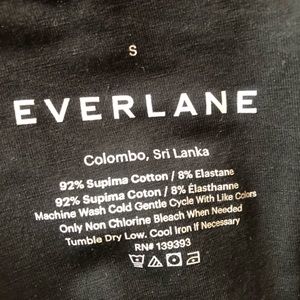 S
EVERLANE
Colombo, Sri Lanka
92% Supima Cotton / 8% Elastane
92% Supima Coton / 8% Élasthanne
Machine Wash Cold Gentle Cycle With Like Colors
Only Non Chlorine Bleach When Needed
Tumble Dry Low. Cool Iron If Necessary
RN# 139393